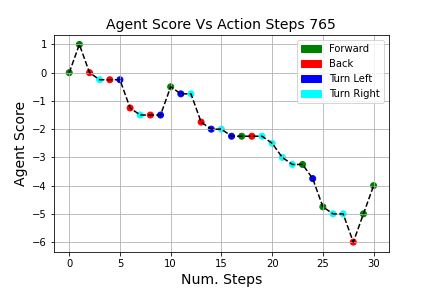 Agent Score Vs Action Steps 765
Forward
Back
Turn Left
Turn Right
1
0
−1
−2
−3
−4
−5
−6
Agent Score
0 5 10 15 20 25 30
Num. Steps